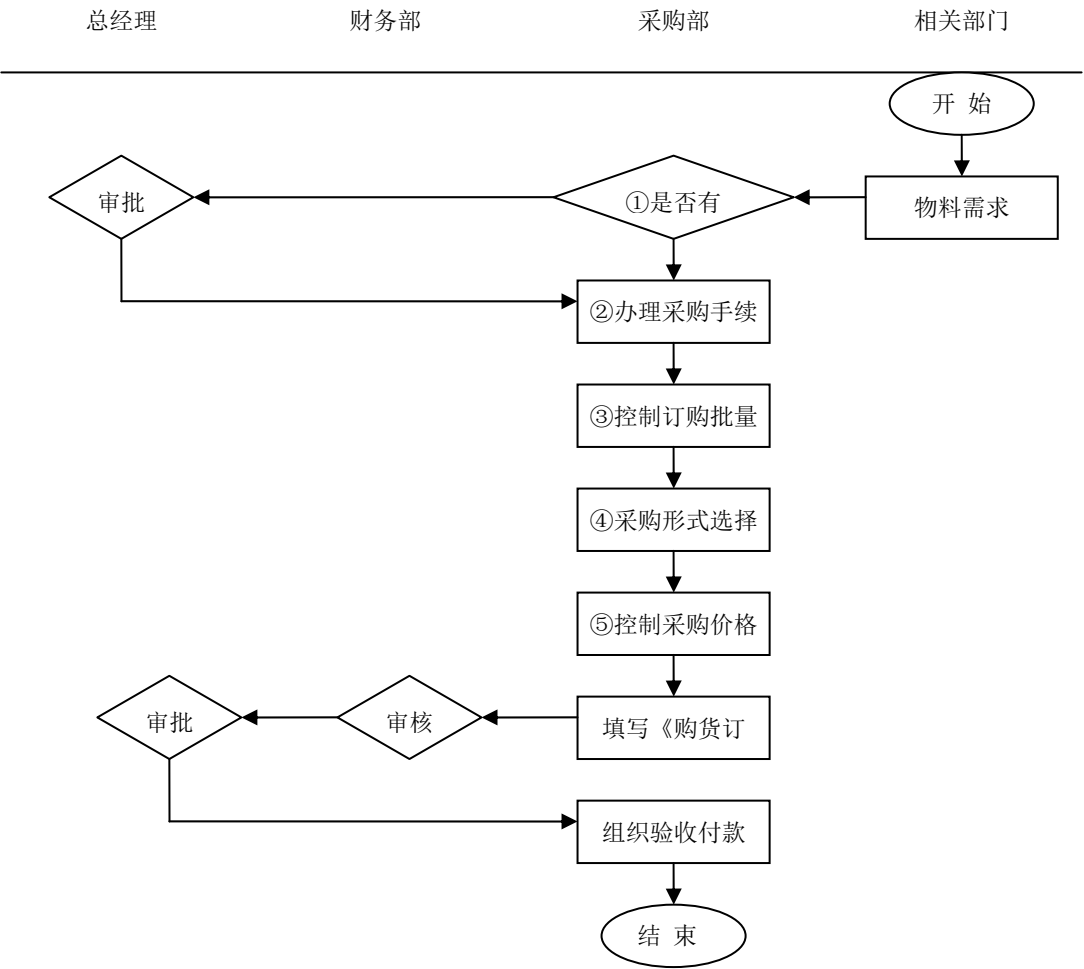 总经理 财务部 采购部 相关部门
开 始
审批 ①是否有 物料需求
②办理采购手续
③控制订购批量
④采购形式选择
⑤控制采购价格
审批 审核 填写《购货订
组织验收付款
结 束